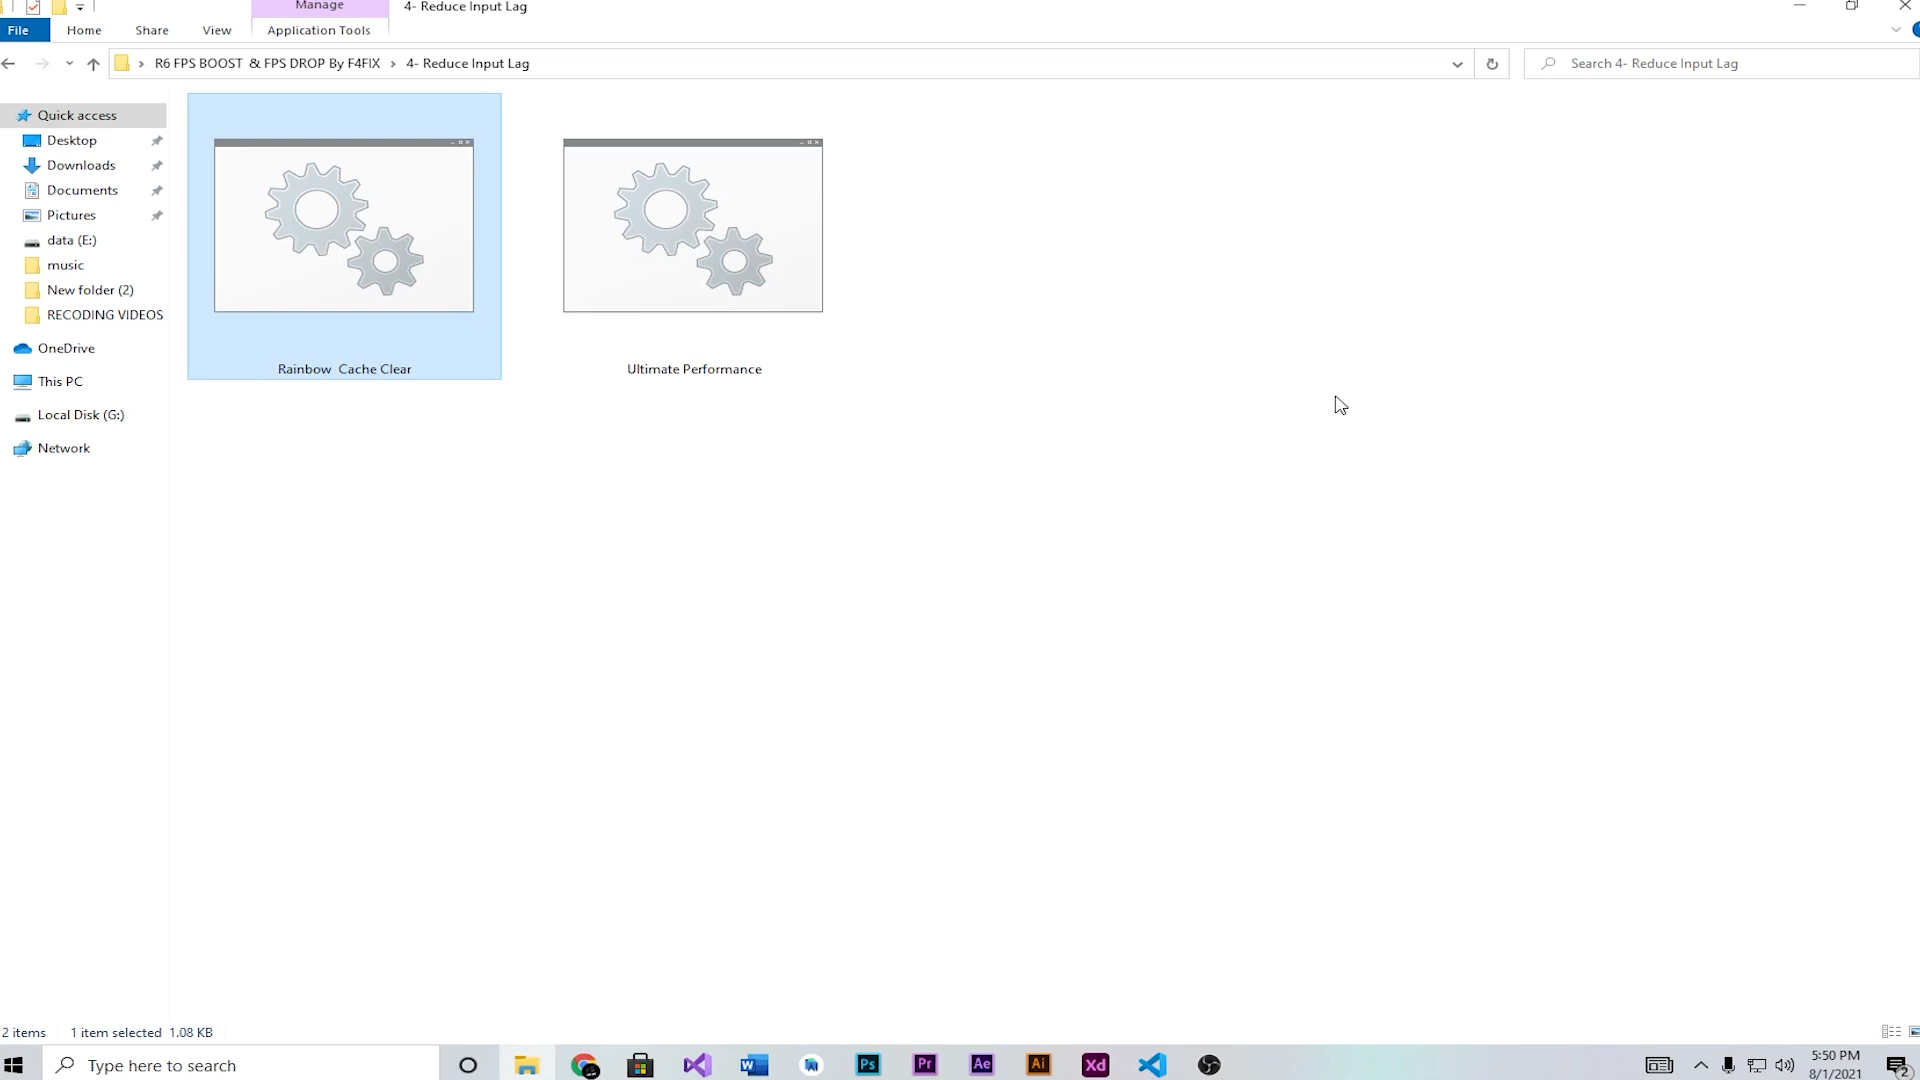 Manage
4- Reduce Input Lag
File
Home
Share
View
Application Tools
R6 FPS BOOST & FPS DROP By F4FIX
4- Reduce Input Lag
Search 4- Reduce Input Lag
Quick access
Desktop
Downloads
Documents
Pictures
data (E:)
music
New folder (2)
RECODING VIDEOS
OneDrive
This PC
Local Disk (G:)
Network
Rainbow Cache Clear
Ultimate Performance
2 items
1 item selected 1.08 KB
Type here to search
W
Ps
Pr
Ae
Ai
Xd
5:50 PM
8/1/2021
2